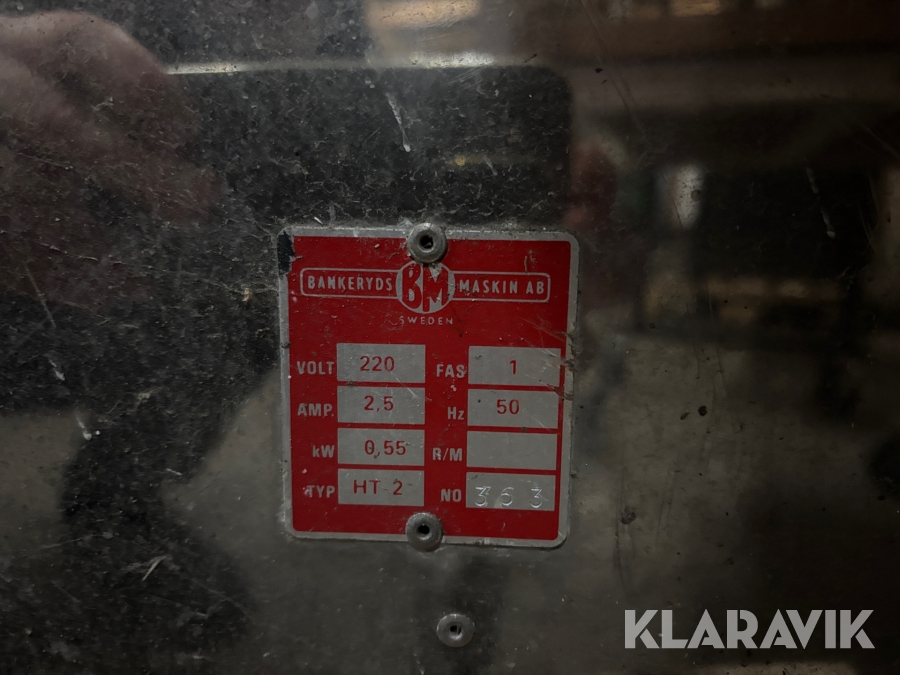 BANKERYDS BM MASKIN AB
SWEDEN
VOLT 220 FAS 1
AMP. 2,5 Hz 50
kW 0,55 R/M
TYP HT 2 NO 363
KLARAVIK